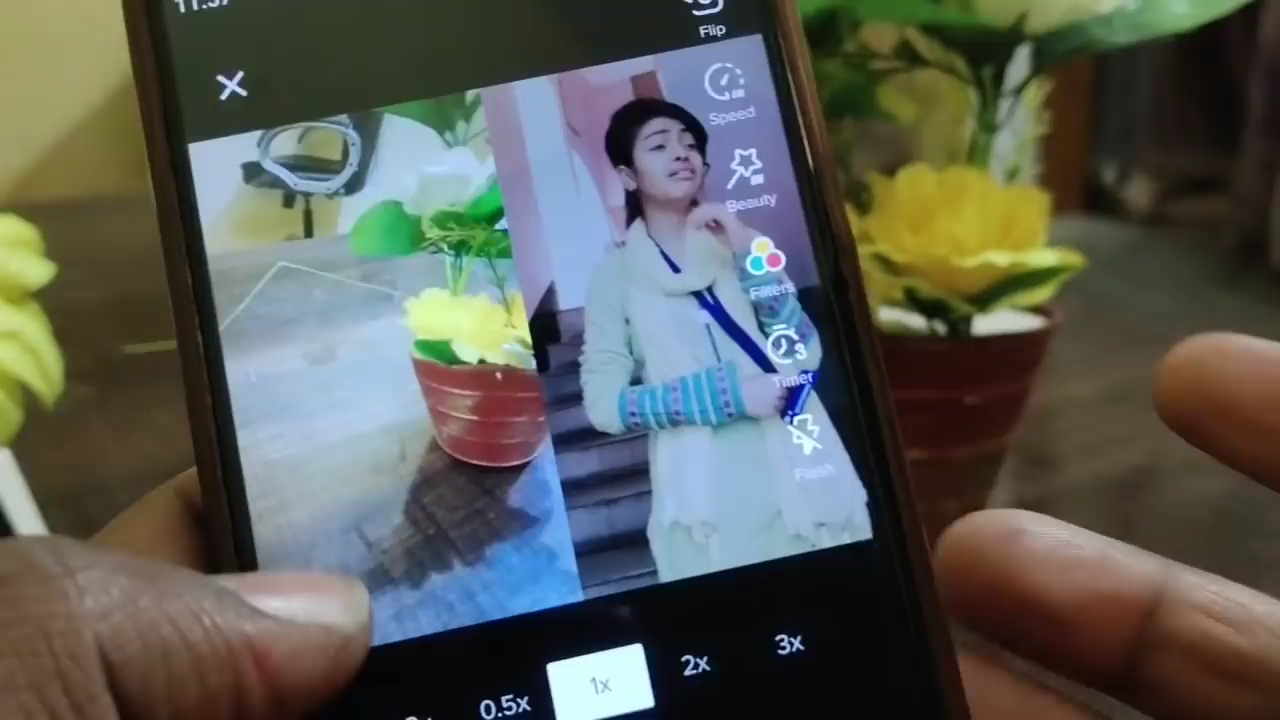 Flip
Speed
Beauty
Filters
Timer
Flash
0.5x
1x
2x
3x